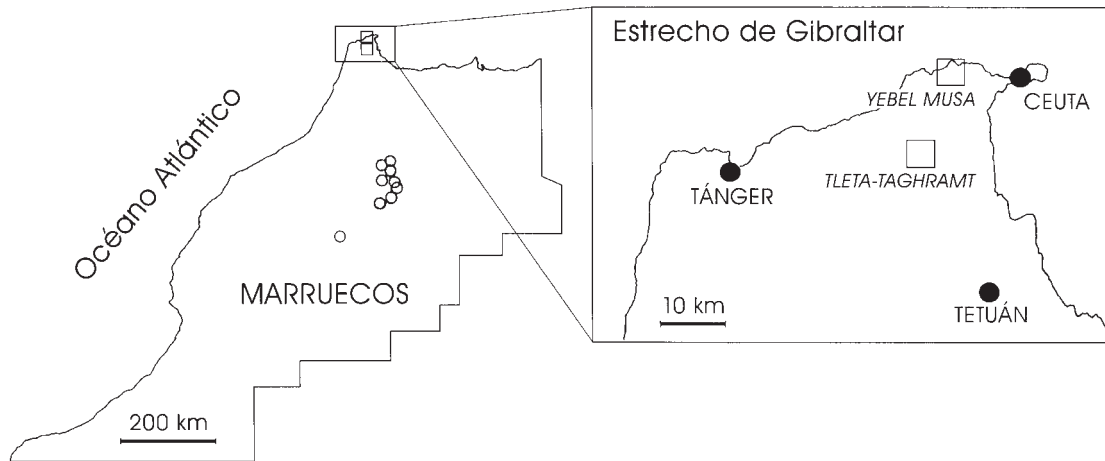 Océano Atlántico
MARRUECOS
200 km
Estrecho de Gibraltar
YEBEL MUSA
CEUTA
TLETA-TAGHRAMT
TÁNGER
10 km
TETUÁN